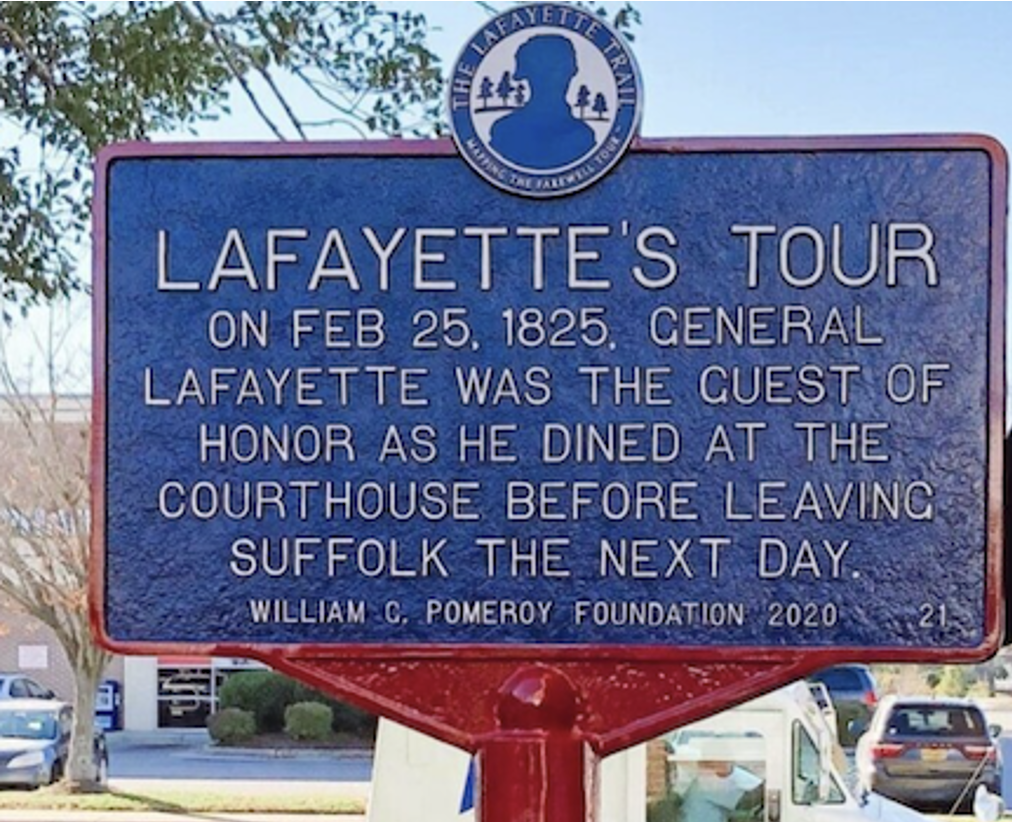 THE LAFAYETTE TRAIL
MAPPING THE FAREWELL TOUR
LAFAYETTE'S TOUR
ON FEB 25, 1825, GENERAL
LAFAYETTE WAS THE GUEST OF
HONOR AS HE DINED AT THE
COURTHOUSE BEFORE LEAVING
SUFFOLK THE NEXT DAY.
WILLIAM G. POMEROY FOUNDATION 2020 21